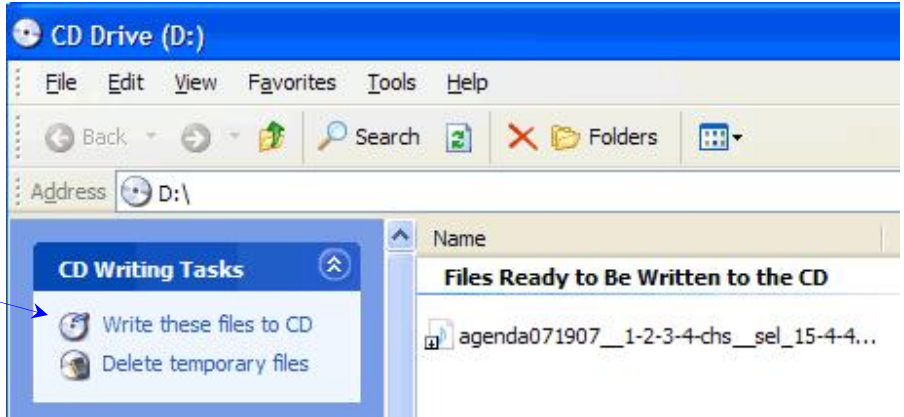 CD Drive (D:)
File Edit View Favorites Tools Help
Back Search Folders
Address D:\
Name
CD Writing Tasks
Files Ready to Be Written to the CD
Write these files to CD
agenda071907__1-2-3-4-chs__sel_15-4-4...
Delete temporary files